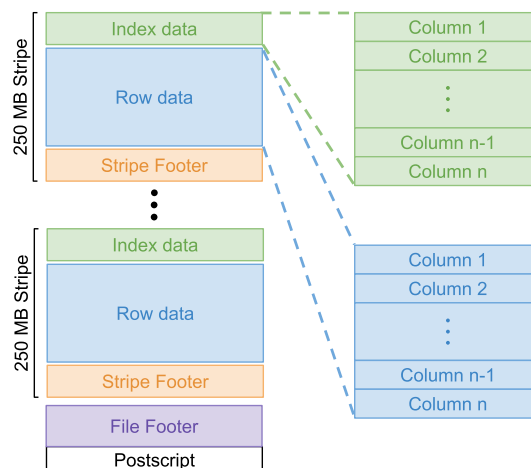 250 MB Stripe
Index data
Row data
Stripe Footer
250 MB Stripe
Index data
Row data
Stripe Footer
File Footer
Postscript
Column 1
Column 2
Column n-1
Column n
Column 1
Column 2
Column n-1
Column n